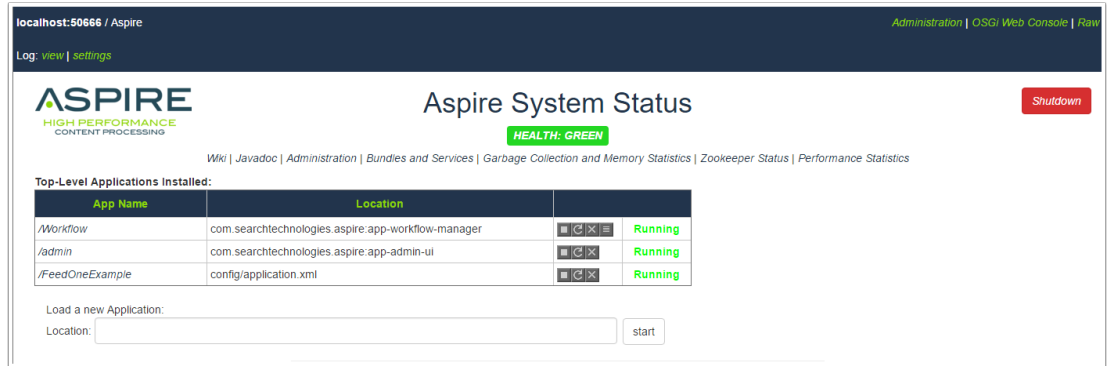 localhost:50666 / Aspire
Administration | OSGi Web Console | Raw
Log: view | settings
ASPIRE
HIGH PERFORMANCE
CONTENT PROCESSING
Aspire System Status
Shutdown
HEALTH: GREEN
Wiki | Javadoc | Administration | Bundles and Services | Garbage Collection and Memory Statistics | Zookeeper Status | Performance Statistics
Top-Level Applications Installed:
App Name Location
/Workflow com.searchtechnologies.aspire:app-workflow-manager Running
/admin com.searchtechnologies.aspire:app-admin-ui Running
/FeedOneExample config/application.xml Running
Load a new Application:
Location: start